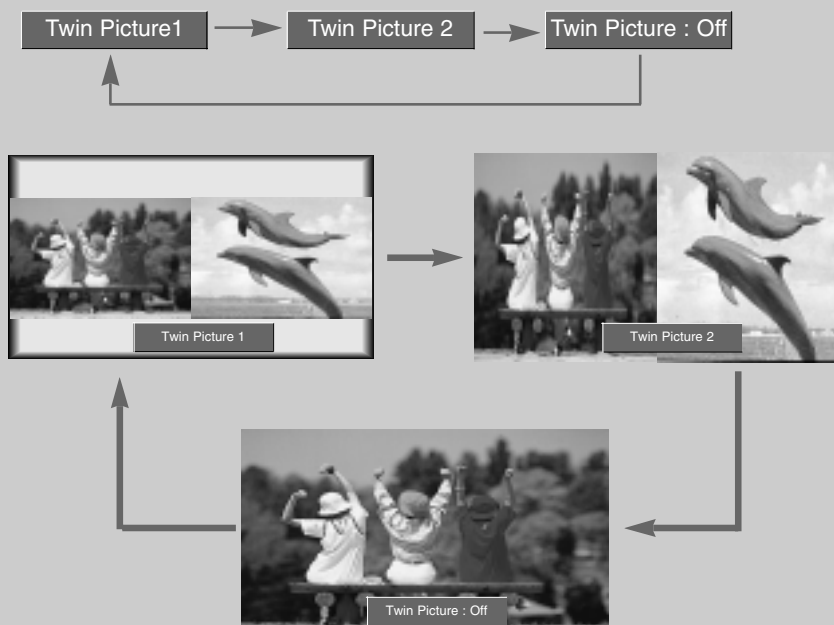 Twin Picture1
Twin Picture 2
Twin Picture : Off
Twin Picture 1
Twin Picture 2
Twin Picture : Off